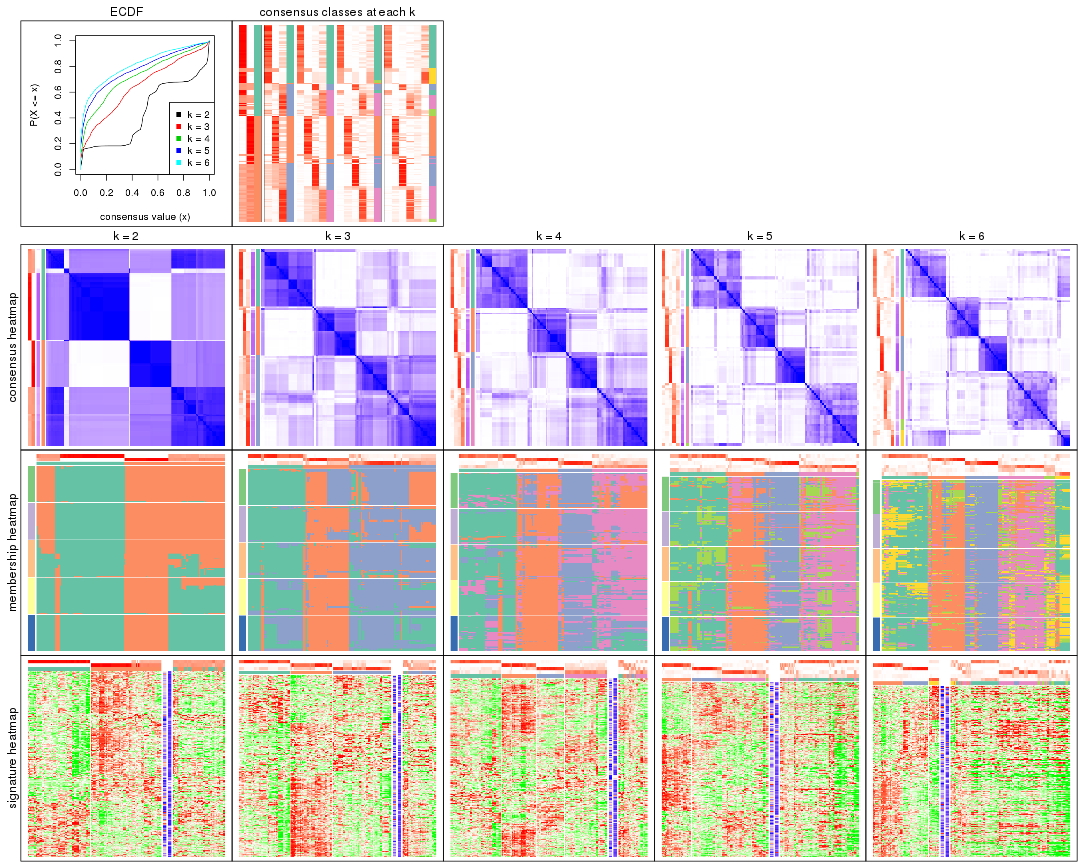 ECDF
consensus classes at each k
P(X <= x)
0.0 0.2 0.4 0.6 0.8 1.0
k = 2
k = 3
k = 4
k = 5
k = 6
0.0 0.2 0.4 0.6 0.8 1.0
consensus value (x)
k = 2
k = 3
k = 4
k = 5
k = 6
consensus heatmap
membership heatmap
signature heatmap